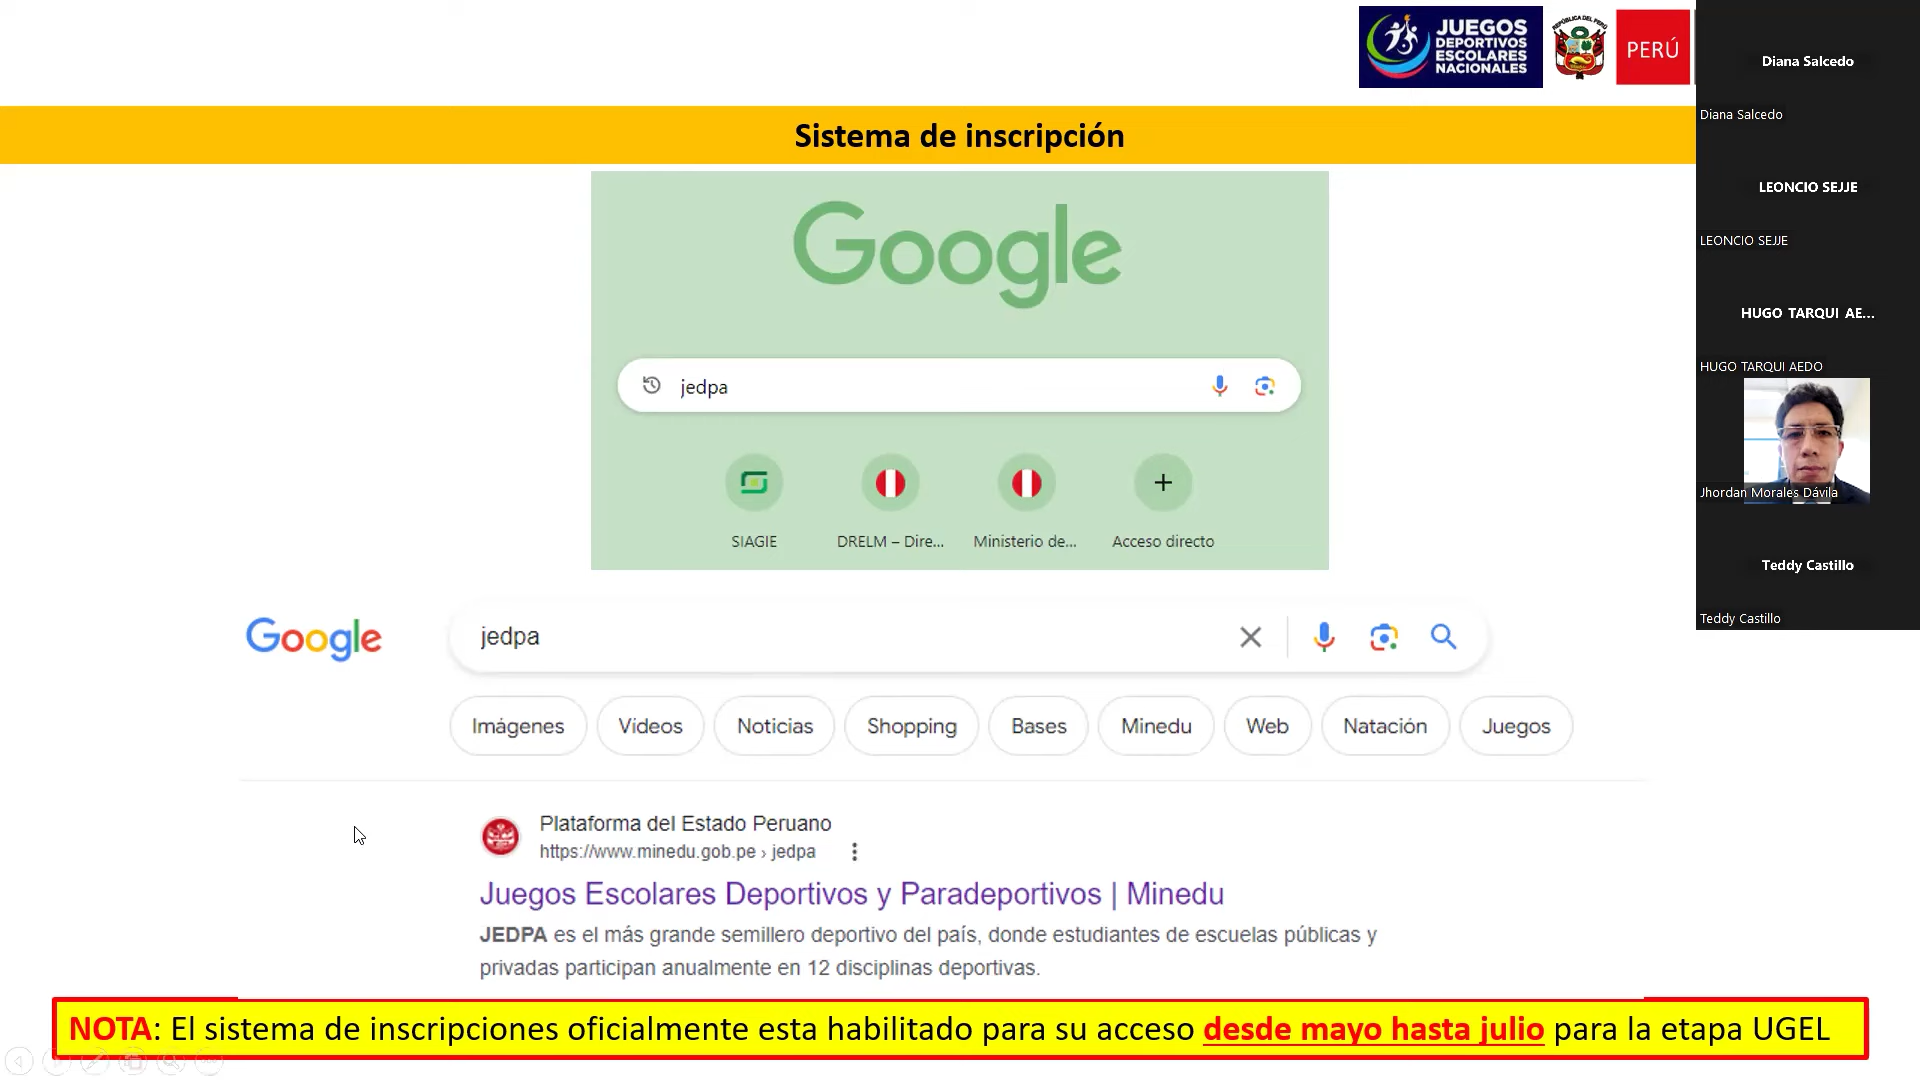 JUEGOS
DEPORTIVOS
ESCOLARES
NACIONALES
REPÚBLICA DEL PERÚ
PERÚ
Sistema de inscripción
Google
jedpa
SIAGIE
DRELM – Dire...
Ministerio de...
Acceso directo
Google
jedpa
Imágenes
Videos
Noticias
Shopping
Bases
Minedu
Web
Natación
Juegos
Plataforma del Estado Peruano
https://www.minedu.gob.pe › jedpa
Juegos Escolares Deportivos y Paradeportivos | Minedu
JEDPA es el más grande semillero deportivo del país, donde estudiantes de escuelas públicas y
privadas participan anualmente en 12 disciplinas deportivas.
NOTA: El sistema de inscripciones oficialmente esta habilitado para su acceso desde mayo hasta julio para la etapa UGEL
Diana Salcedo
Diana Salcedo
LEONCIO SEJJE
LEONCIO SEJJE
HUGO TARQUI AE...
HUGO TARQUI AEDO
Jhordan Morales Dávila
Teddy Castillo
Teddy Castillo